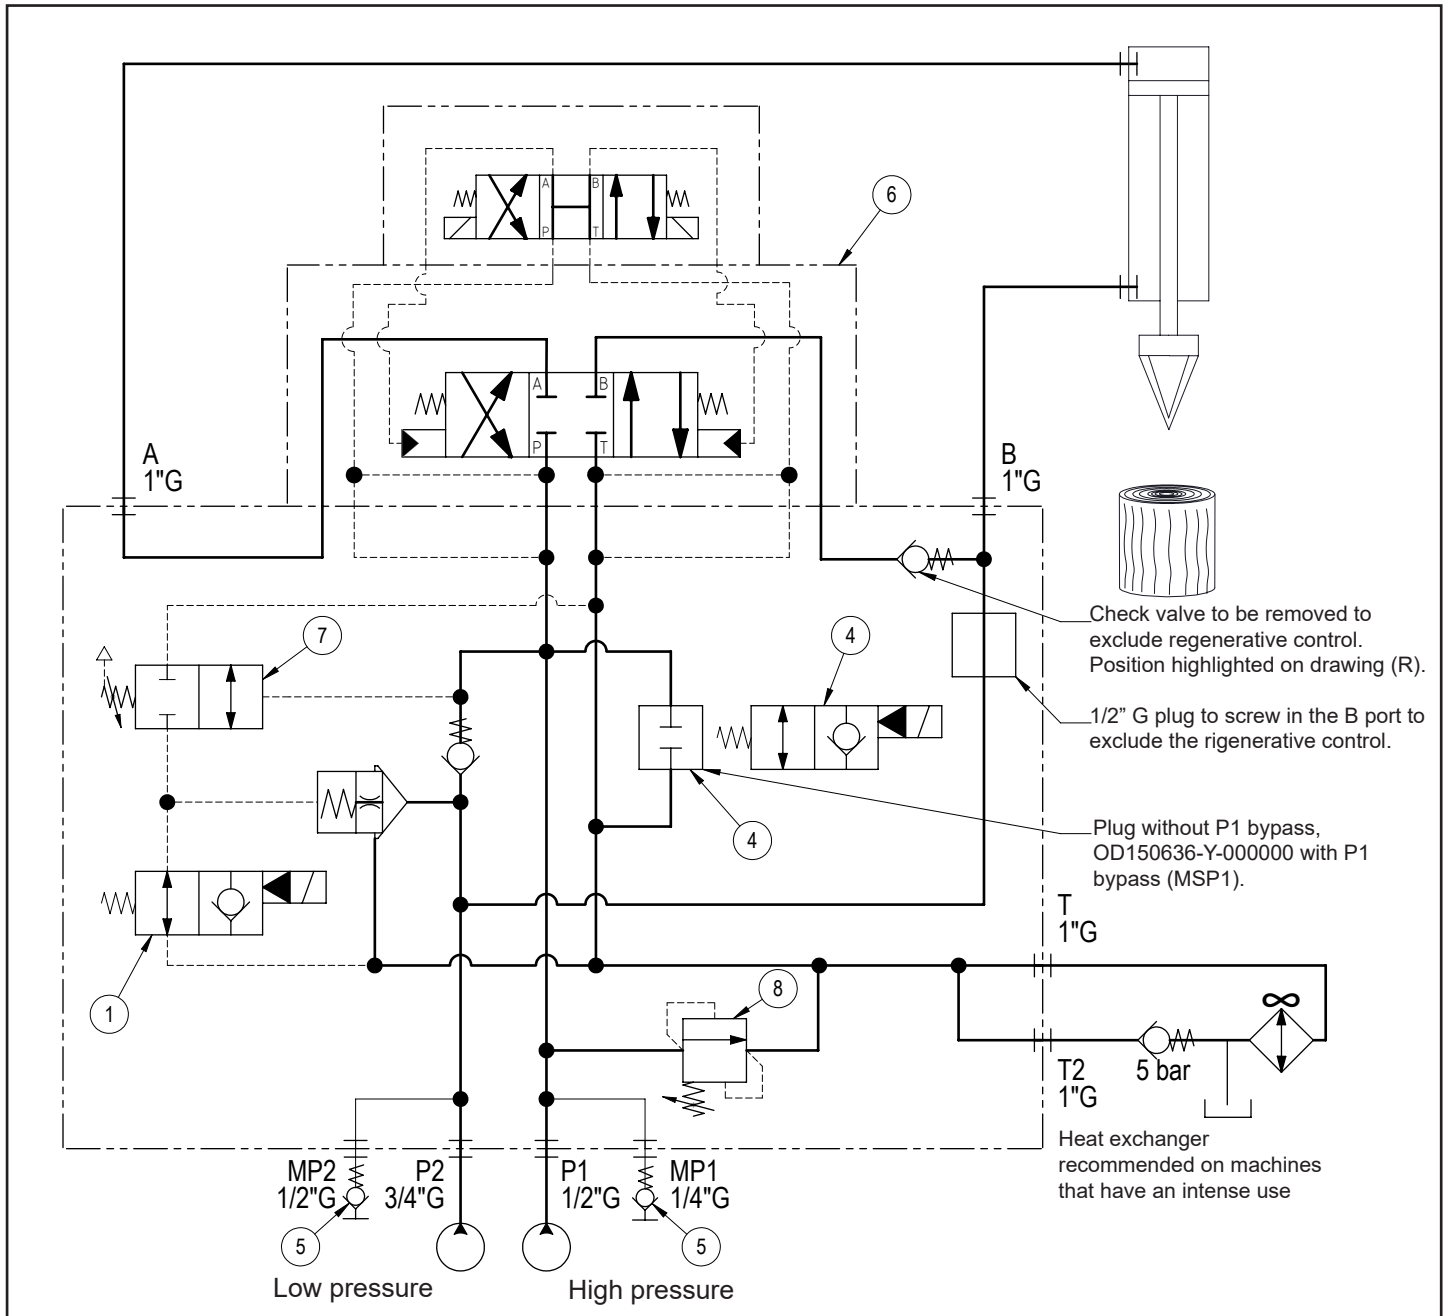 6
A B
P T
A B
P T
A
1"G
B
1"G
Check valve to be removed to
exclude regenerative control.
Position highlighted on drawing (R).
7
4
1/2” G plug to screw in the B port to
exclude the rigenerative control.
4
Plug without P1 bypass,
OD150636-Y-000000 with P1
bypass (MSP1).
T
1"G
1
8
T2
1"G
5 bar
Heat exchanger
recommended on machines
that have an intense use
MP2
1/2"G
P2
3/4"G
P1
1/2"G
MP1
1/4"G
5
5
Low pressure
High pressure